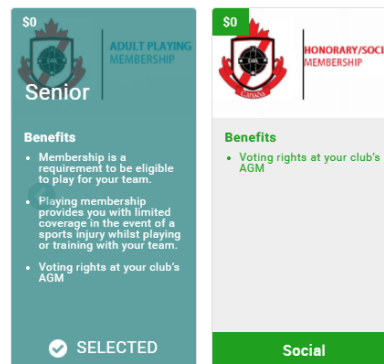 $0
ADULT PLAYING
MEMBERSHIP
Senior
Benefits
• Membership is a
requirement to be eligible
to play for your team.
• Playing membership
provides you with limited
coverage in the event of a
sports injury whilst playing
or training with your team.
• Voting rights at your club's
AGM
SELECTED
$0
HONORARY/SOCI
MEMBERSHIP
Benefits
• Voting rights at your club's
AGM
Social